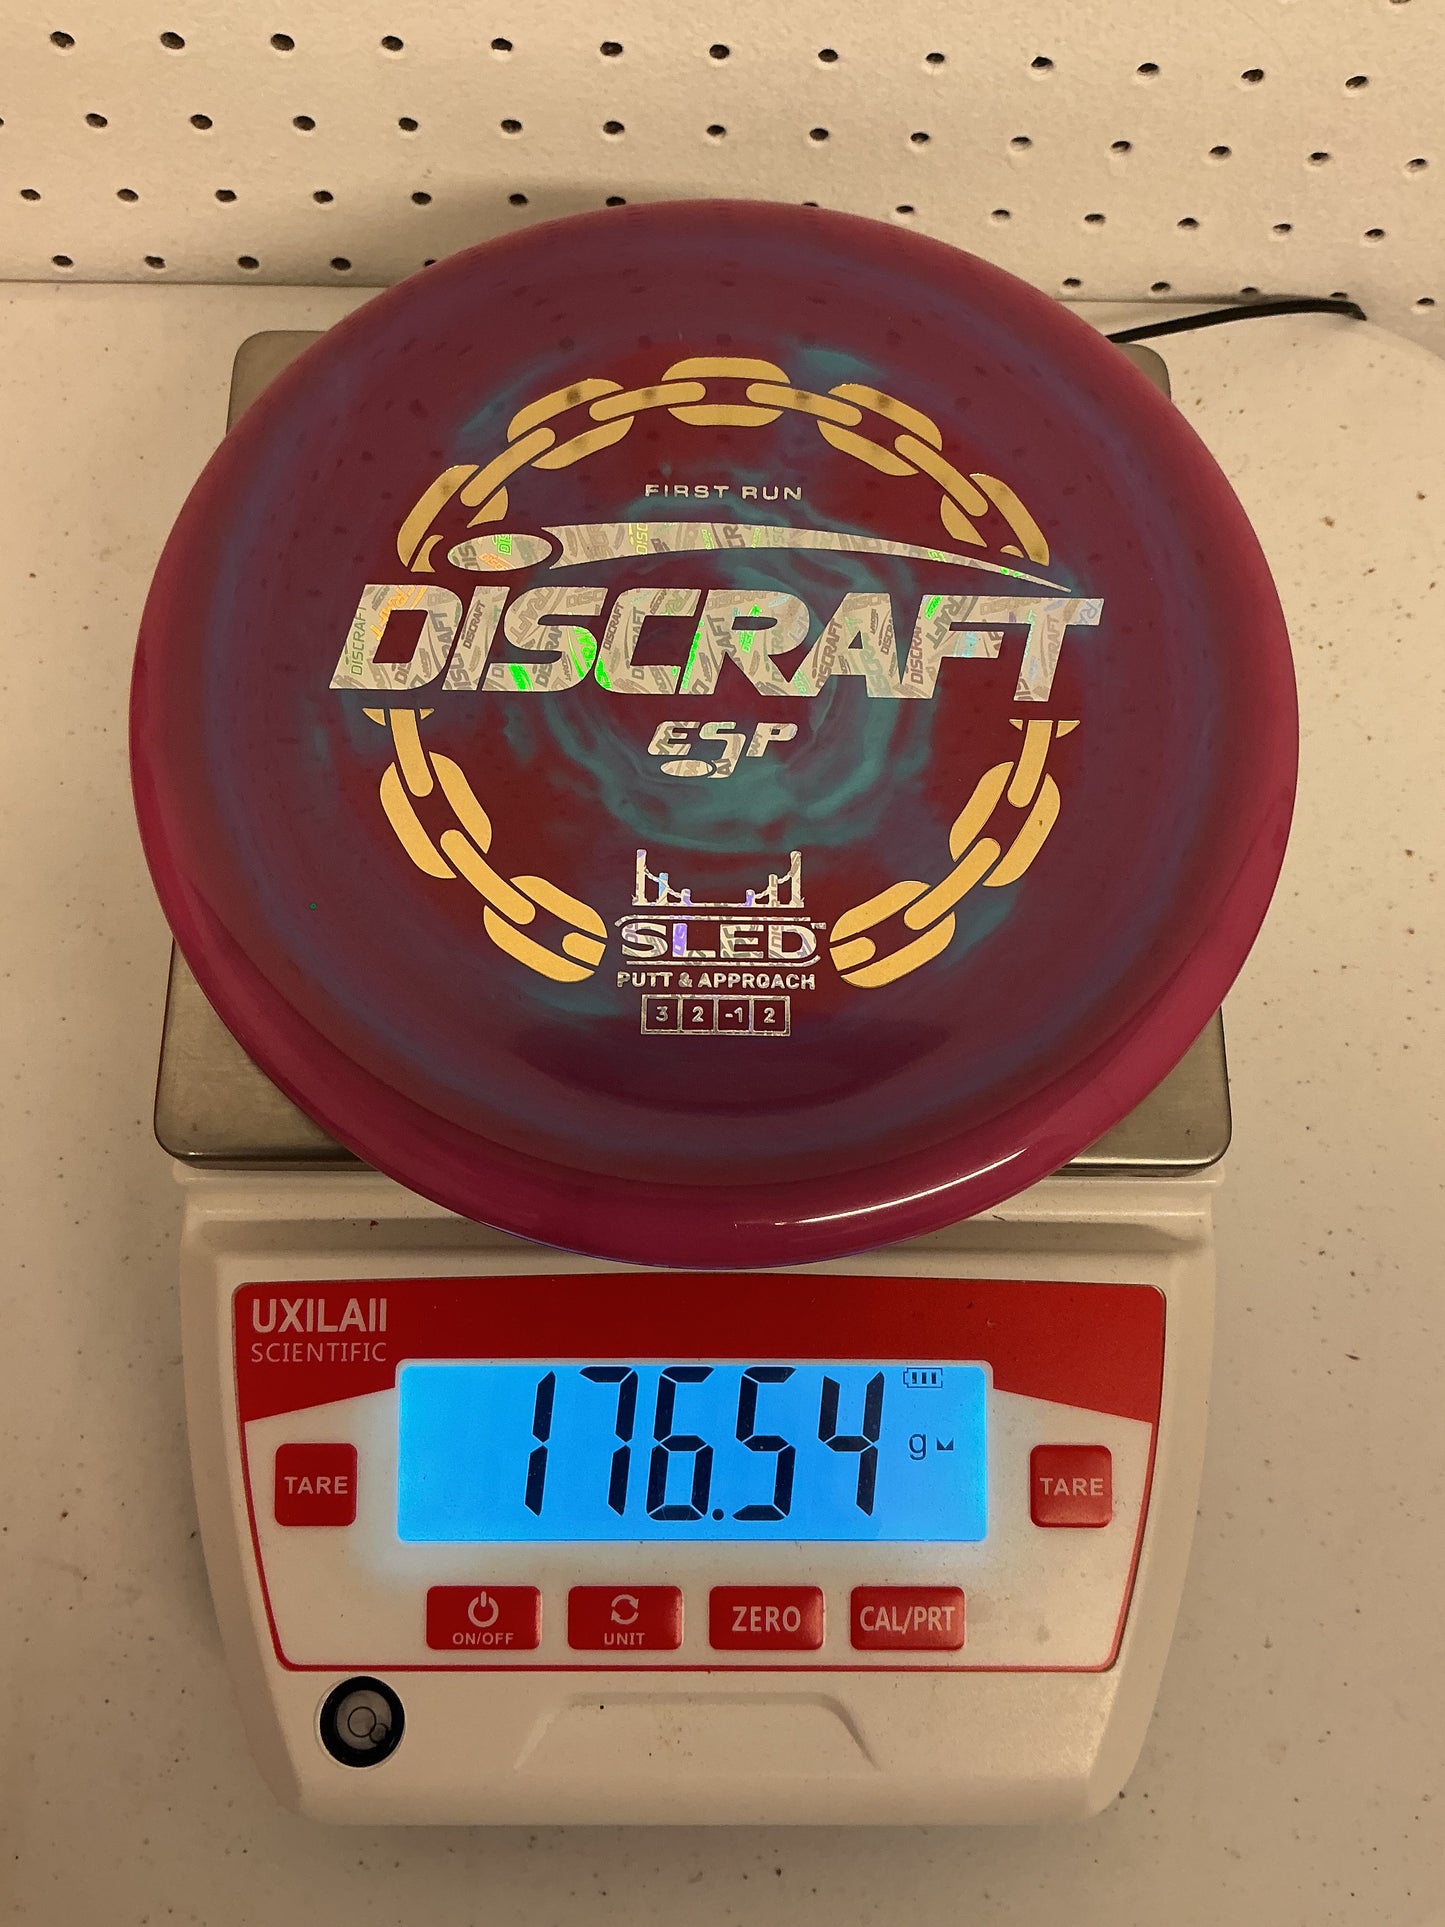 FIRST RUN
DISCRAFT
ESP
SLED
PUTT & APPROACH
3 2 -1 2
UXILAII
SCIENTIFIC
176.54 g
TARE
TARE
ON/OFF
UNIT
ZERO
CAL/PRT